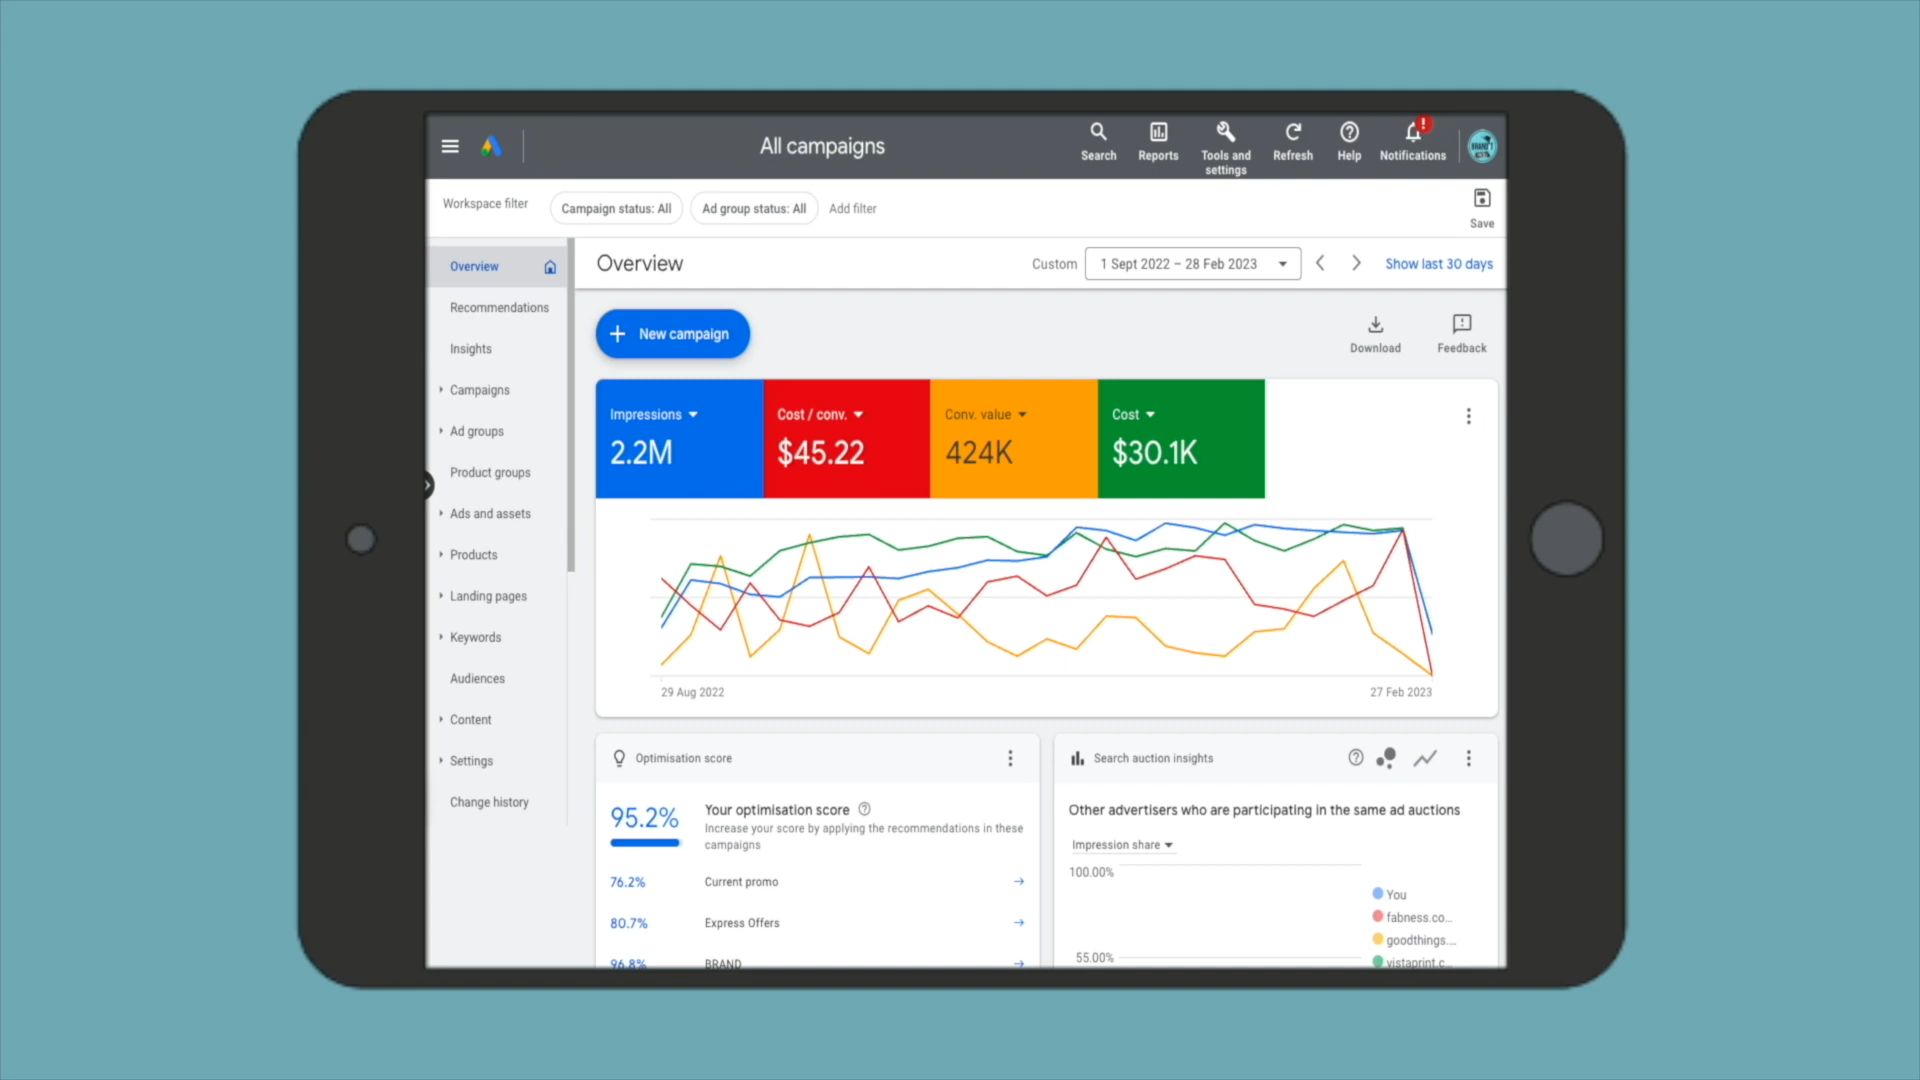 All campaigns
Search
Reports
Tools and
settings
Refresh
Help
!
Notifications
Workspace filter
Campaign status: All
Ad group status: All
Add filter
Save
Overview
Recommendations
Insights
Campaigns
Ad groups
Product groups
Ads and assets
Products
Landing pages
Keywords
Audiences
Content
Settings
Change history
Overview
Custom
1 Sept 2022 – 28 Feb 2023
Show last 30 days
New campaign
Download
Feedback
Impressions
2.2M
Cost / conv.
$45.22
Conv. value
424K
Cost
$30.1K
29 Aug 2022
27 Feb 2023
Optimisation score
95.2%
Your optimisation score
Increase your score by applying the recommendations in these
campaigns
76.2%
Current promo
80.7%
Express Offers
96.8%
BRAND
Search auction insights
Other advertisers who are participating in the same ad auctions
Impression share
100.00%
55.00%
You
fabness.co...
goodthings....
vistaprint.c...